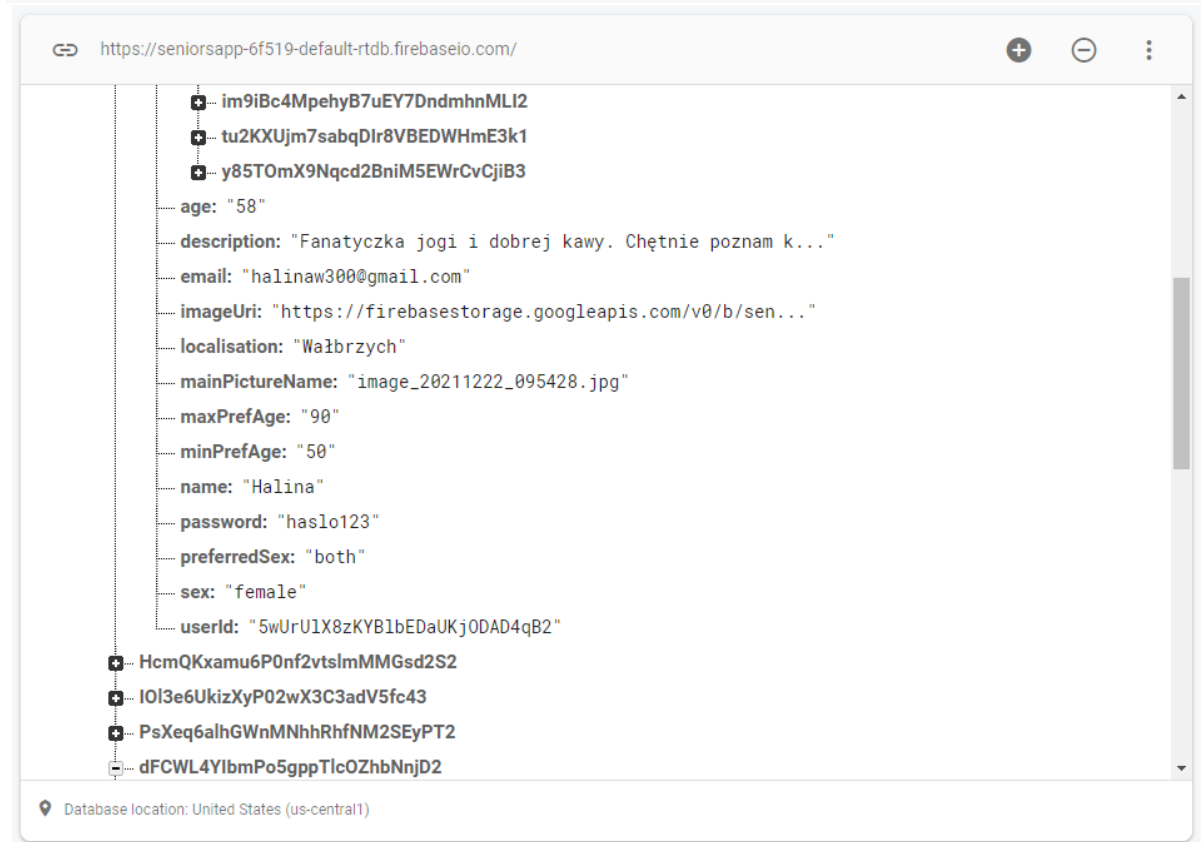 https://seniorsapp-6f519-default-rtdb.firebaseio.com/
im9iBc4MpehyB7uEY7DndmhnMLl2
tu2KXUjm7sabqDIr8VBEDWHmE3k1
y85TOmX9Nqcd2BniM5EWrCvCjiB3
age: "58"
description: "Fanatyczka jogi i dobrej kawy. Chętnie poznam k..."
email: "halinaw300@gmail.com"
imageUri: "https://firebasestorage.googleapis.com/v0/b/sen..."
localisation: "Wałbrzych"
mainPictureName: "image_20211222_095428.jpg"
maxPrefAge: "90"
minPrefAge: "50"
name: "Halina"
password: "haslo123"
preferredSex: "both"
sex: "female"
userId: "5wUrUlX8zKYBlbEDaUKjODAD4qB2"
HcmQKxamu6P0nf2vtslmMMGsd2S2
IOl3e6UkizXyP02wX3C3adV5fc43
PsXeq6alhGWnMNhhRhfNM2SEyPT2
dFCWL4YlbmPo5gppTlcOZhbNnjD2
Database location: United States (us-central1)